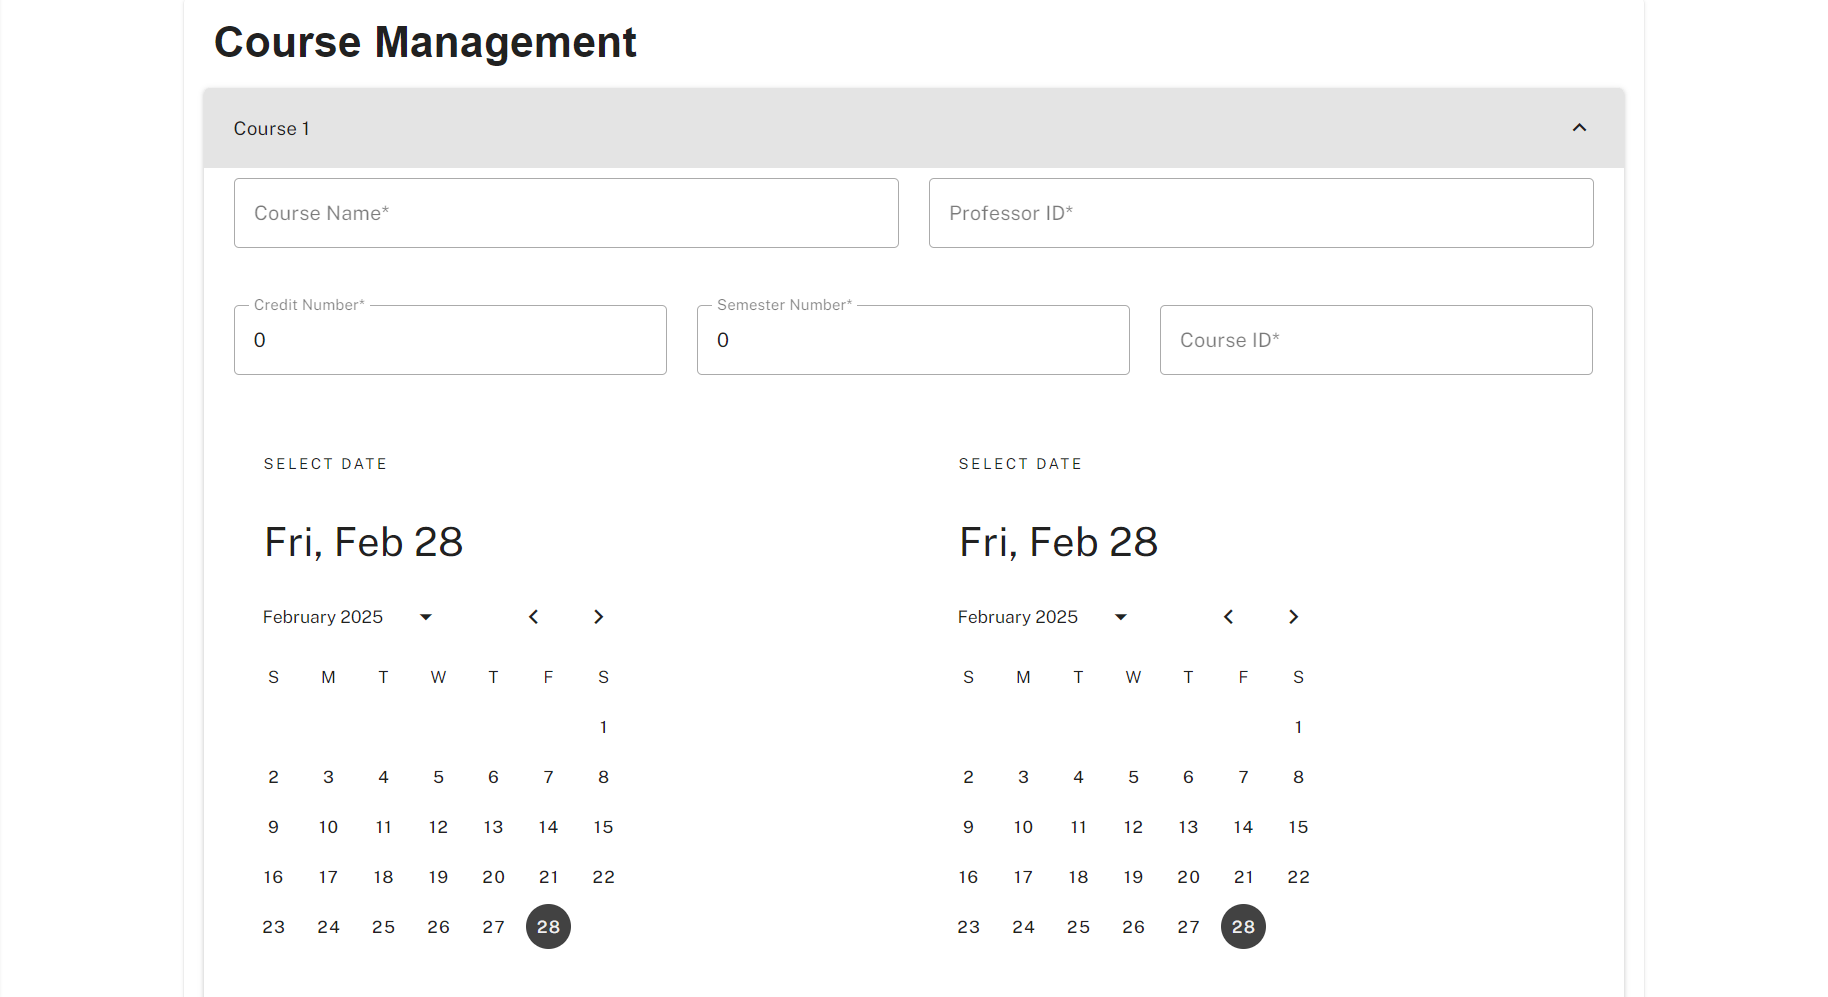 Course Management
Course 1
Course Name*
Professor ID*
Credit Number*
0
Semester Number*
0
Course ID*
SELECT DATE
Fri, Feb 28
February 2025
S M T W T F S
1
2 3 4 5 6 7 8
9 10 11 12 13 14 15
16 17 18 19 20 21 22
23 24 25 26 27 28
SELECT DATE
Fri, Feb 28
February 2025
S M T W T F S
1
2 3 4 5 6 7 8
9 10 11 12 13 14 15
16 17 18 19 20 21 22
23 24 25 26 27 28